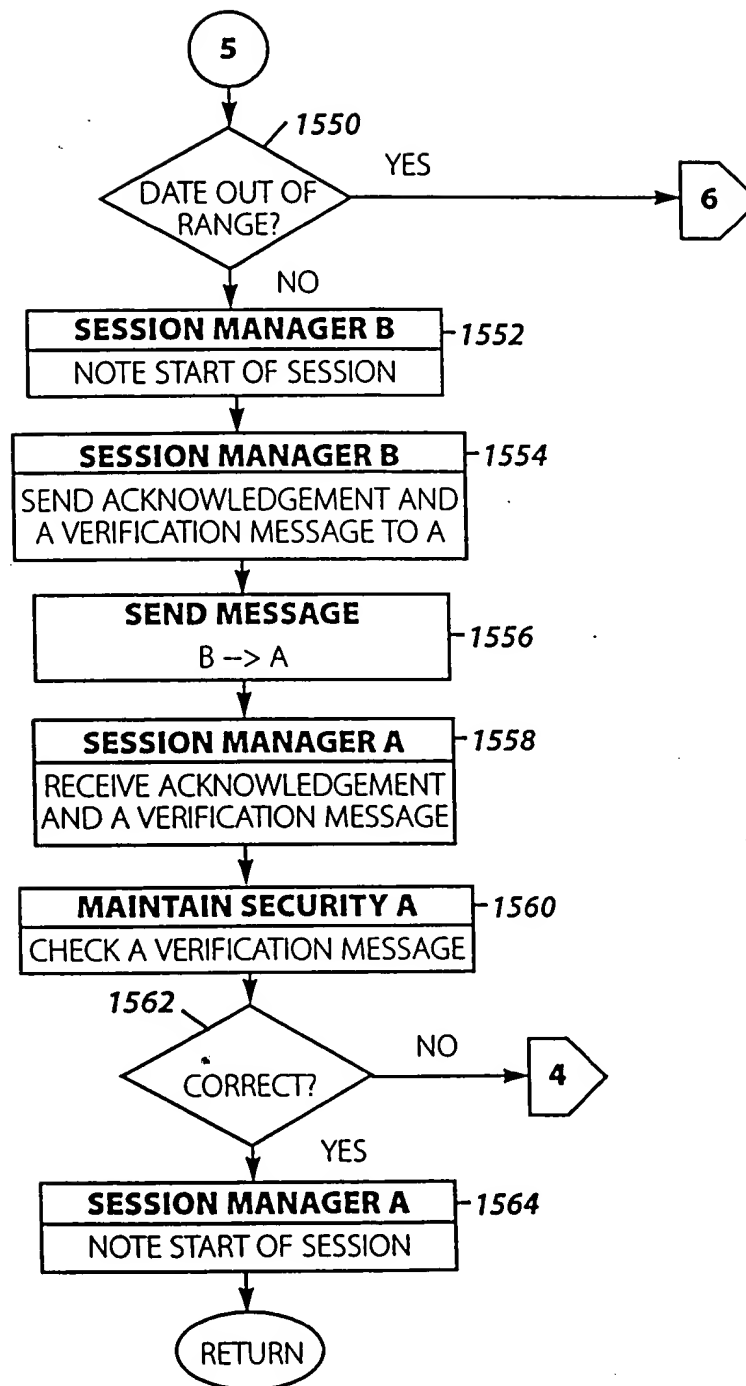 5
1550
YES
DATE OUT OF
RANGE?
6
NO
SESSION MANAGER B
1552
NOTE START OF SESSION
SESSION MANAGER B
1554
SEND ACKNOWLEDGEMENT AND
A VERIFICATION MESSAGE TO A
SEND MESSAGE
1556
B --> A
SESSION MANAGER A
1558
RECEIVE ACKNOWLEDGEMENT
AND A VERIFICATION MESSAGE
MAINTAIN SECURITY A
1560
CHECK A VERIFICATION MESSAGE
1562
NO
CORRECT?
4
YES
SESSION MANAGER A
1564
NOTE START OF SESSION
RETURN